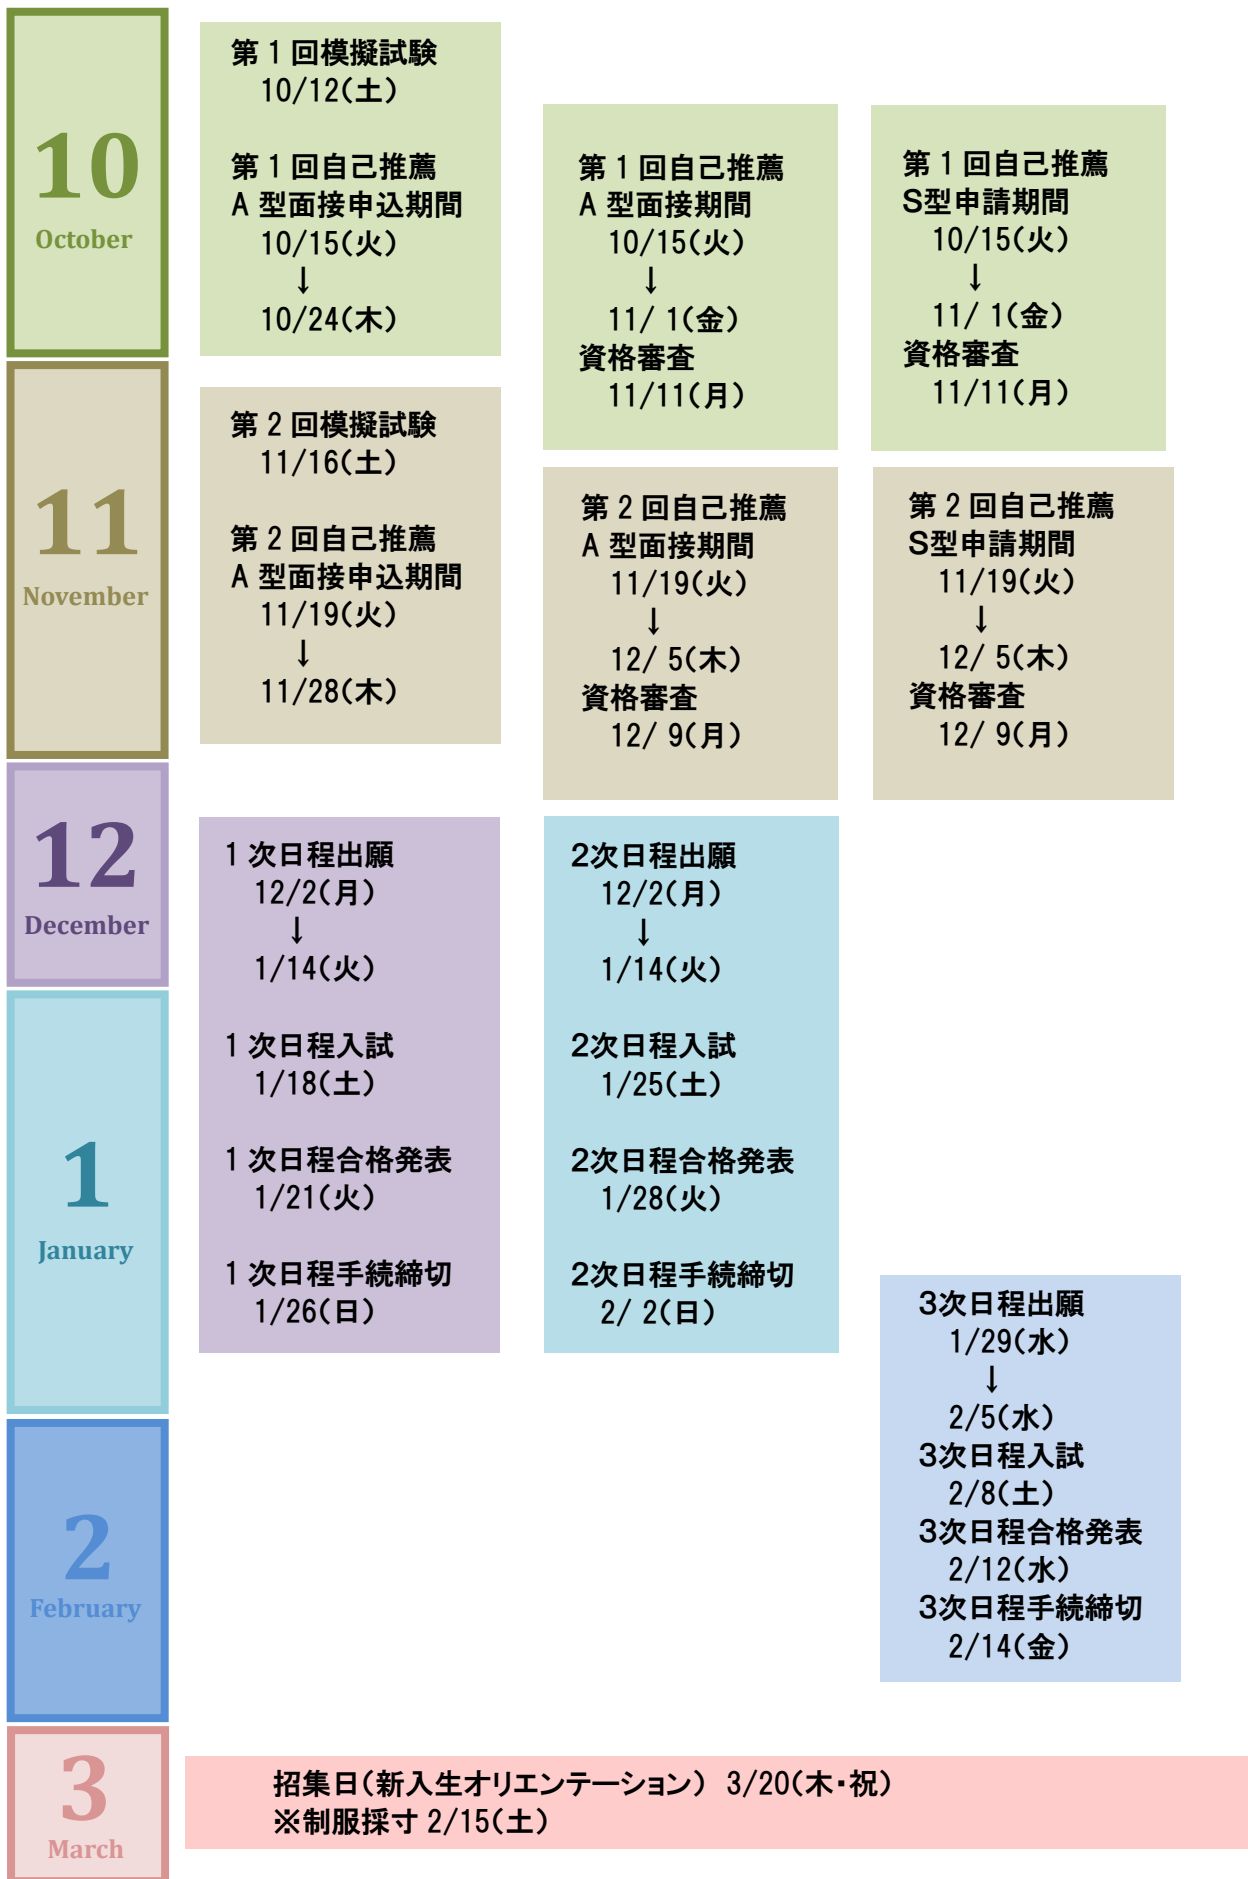 10
October
第1回模擬試験
10/12(土)
第1回自己推薦
A型面接申込期間
10/15(火)
↓
10/24(木)
第1回自己推薦
A型面接期間
10/15(火)
↓
11/ 1(金)
資格審査
11/11(月)
第1回自己推薦
S型申請期間
10/15(火)
↓
11/ 1(金)
資格審査
11/11(月)
11
November
第2回模擬試験
11/16(土)
第2回自己推薦
A型面接申込期間
11/19(火)
↓
11/28(木)
第2回自己推薦
A型面接期間
11/19(火)
↓
12/ 5(木)
資格審査
12/ 9(月)
第2回自己推薦
S型申請期間
11/19(火)
↓
12/ 5(木)
資格審査
12/ 9(月)
12
December
1次日程出願
12/2(月)
↓
1/14(火)
1次日程入試
1/18(土)
1次日程合格発表
1/21(火)
1次日程手続締切
1/26(日)
2次日程出願
12/2(月)
↓
1/14(火)
2次日程入試
1/25(土)
2次日程合格発表
1/28(火)
2次日程手続締切
2/ 2(日)
1
January
3次日程出願
1/29(水)
↓
2/5(水)
3次日程入試
2/8(土)
3次日程合格発表
2/12(水)
3次日程手続締切
2/14(金)
2
February
3
March
招集日(新入生オリエンテーション) 3/20(木・祝)
※制服採寸 2/15(土)